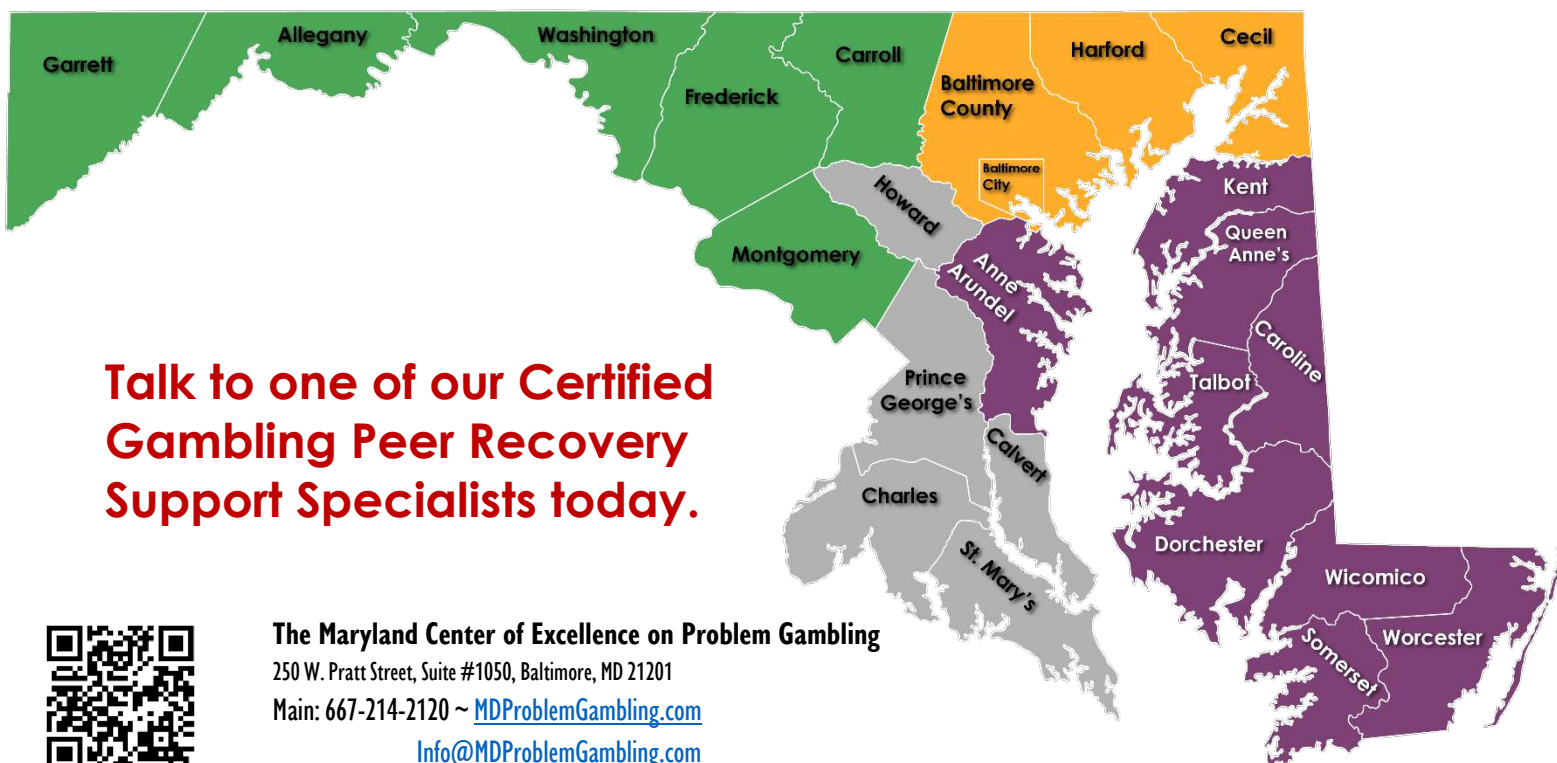 Garrett
Allegany
Washington
Frederick
Carroll
Baltimore
County
Harford
Cecil
Baltimore
City
Howard
Montgomery
Anne
Arundel
Kent
Queen
Anne's
Caroline
Talbot
Prince
George's
Calvert
Charles
St. Mary's
Dorchester
Wicomico
Somerset
Worcester
Talk to one of our Certified
Gambling Peer Recovery
Support Specialists today.
The Maryland Center of Excellence on Problem Gambling
250 W. Pratt Street, Suite #1050, Baltimore, MD 21201
Main: 667-214-2120 ~ MDProblemGambling.com
Info@MDProblemGambling.com